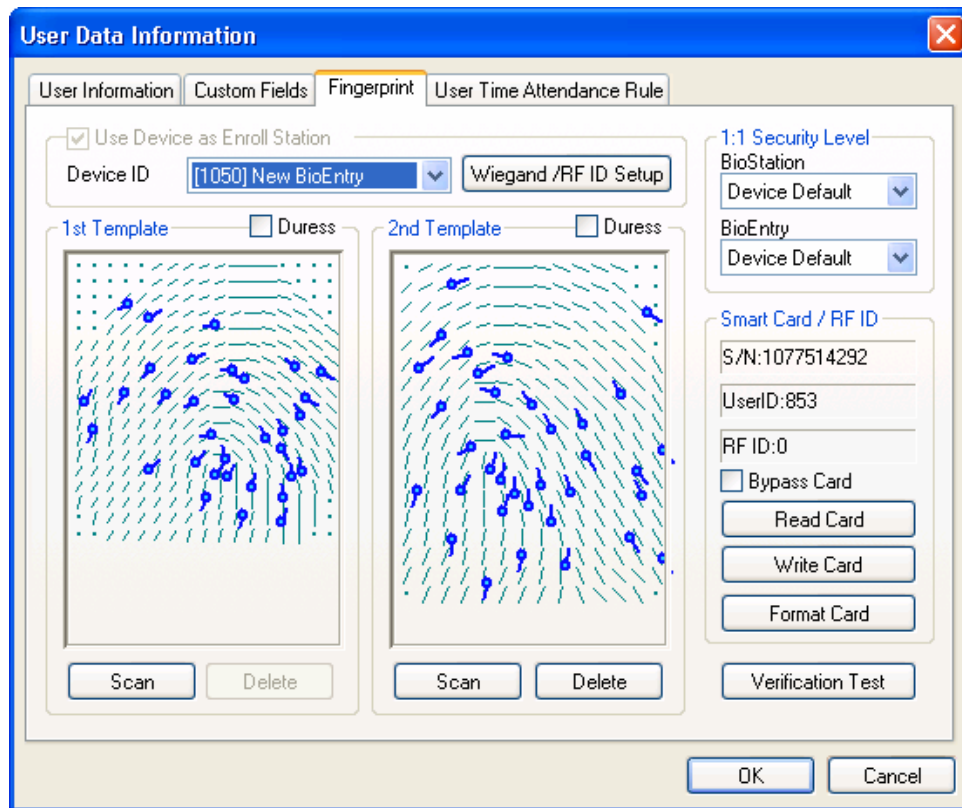 User Data Information
User Information Custom Fields Fingerprint User Time Attendance Rule
Use Device as Enroll Station
Device ID [1050] New BioEntry Wiegand /RF ID Setup
1st Template Duress
2nd Template Duress
Scan Delete
Scan Delete
1:1 Security Level
BioStation
Device Default
BioEntry
Device Default
Smart Card / RF ID
S/N:1077514292
UserID:853
RF ID:0
Bypass Card
Read Card
Write Card
Format Card
Verification Test
OK Cancel